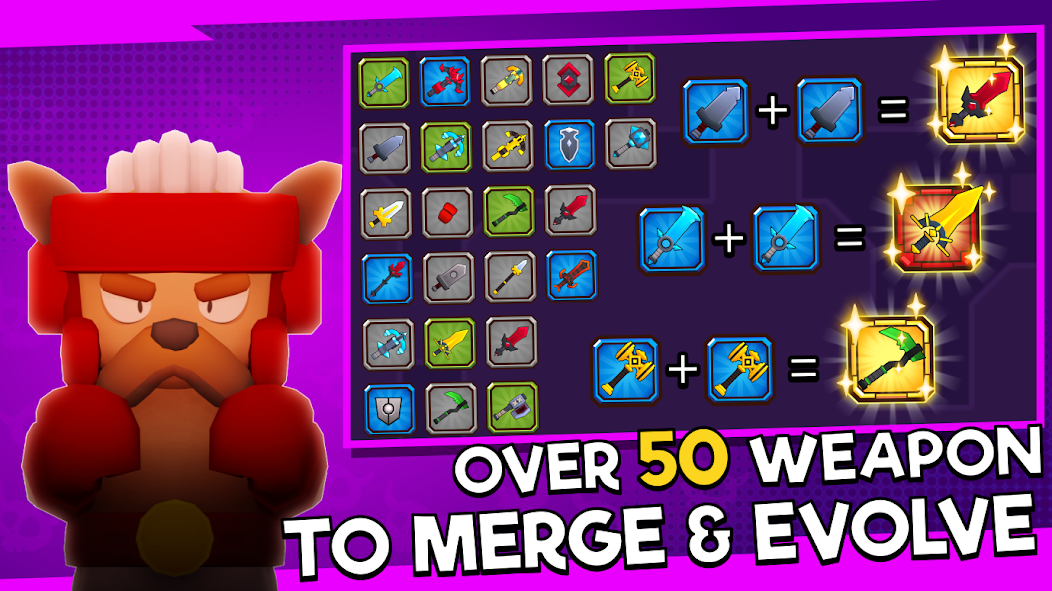 + =
+ =
+ =
OVER 50 WEAPON
TO MERGE & EVOLVE